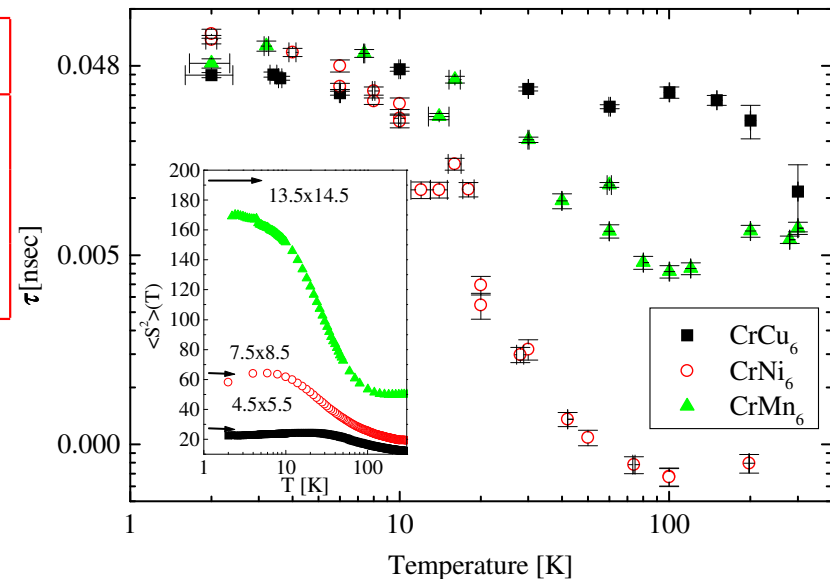 0.048
0.005
0.000
τ[nsec]
1
10
100
Temperature [K]
CrCu₆
CrNi₆
CrMn₆
200
180
160
140
120
100
80
60
40
20
<S²>(T)
1
10
100
T [K]
13.5x14.5
7.5x8.5
4.5x5.5